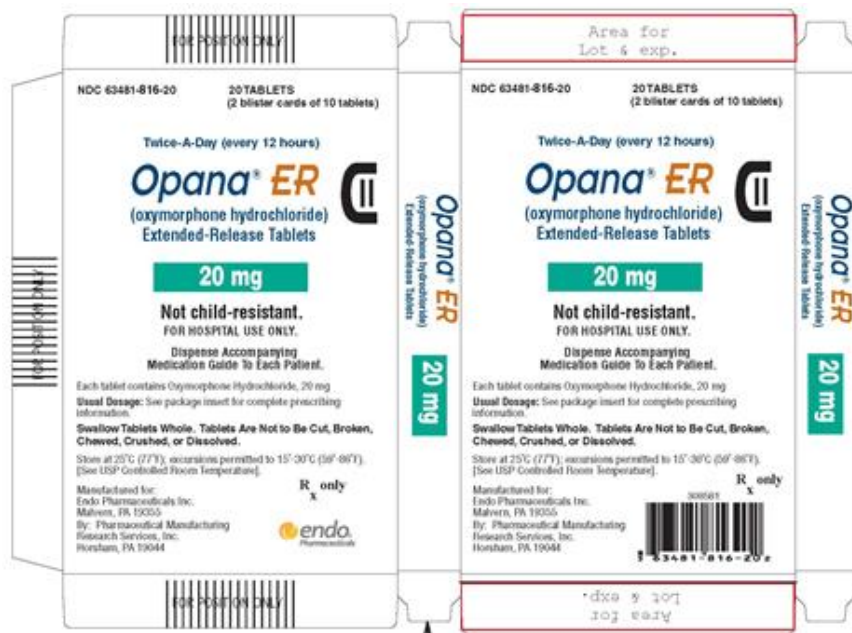 FOR POSITION ONLY
NDC 63481-816-20
20 TABLETS
(2 blister cards of 10 tablets)
Twice-A-Day (every 12 hours)
Opana® ER
CII
(oxymorphone hydrochloride)
Extended-Release Tablets
20 mg
Not child-resistant.
FOR HOSPITAL USE ONLY.
Dispense Accompanying
Medication Guide To Each Patient.
Each tablet contains Oxymorphone Hydrochloride, 20 mg
Usual Dosage: See package insert for complete prescribing
information.
Swallow Tablets Whole. Tablets Are Not to Be Cut, Broken,
Chewed, Crushed, or Dissolved.
Store at 25°C (77°F); excursions permitted to 15°-30°C (59°-86°F).
[See USP Controlled Room Temperature].
Rx only
Manufactured for:
Endo Pharmaceuticals Inc.
Malvern, PA 19355
By: Pharmaceutical Manufacturing
Research Services, Inc.
Horsham, PA 19044
endo.
Pharmaceuticals
FOR POSITION ONLY
FOR POSITION ONLY
Opana® ER
(oxymorphone hydrochloride)
Extended-Release Tablets
20 mg
Area for
Lot & exp.
NDC 63481-816-20
20 TABLETS
(2 blister cards of 10 tablets)
Twice-A-Day (every 12 hours)
Opana® ER
CII
(oxymorphone hydrochloride)
Extended-Release Tablets
20 mg
Not child-resistant.
FOR HOSPITAL USE ONLY.
Dispense Accompanying
Medication Guide To Each Patient.
Each tablet contains Oxymorphone Hydrochloride, 20 mg
Usual Dosage: See package insert for complete prescribing
information.
Swallow Tablets Whole. Tablets Are Not to Be Cut, Broken,
Chewed, Crushed, or Dissolved.
Store at 25°C (77°F); excursions permitted to 15°-30°C (59°-86°F).
[See USP Controlled Room Temperature].
Rx only
Manufactured for:
Endo Pharmaceuticals Inc.
Malvern, PA 19355
By: Pharmaceutical Manufacturing
Research Services, Inc.
Horsham, PA 19044
63481-816-20
Area for
Lot & exp.
Opana® ER
(oxymorphone hydrochloride)
Extended-Release Tablets
20 mg